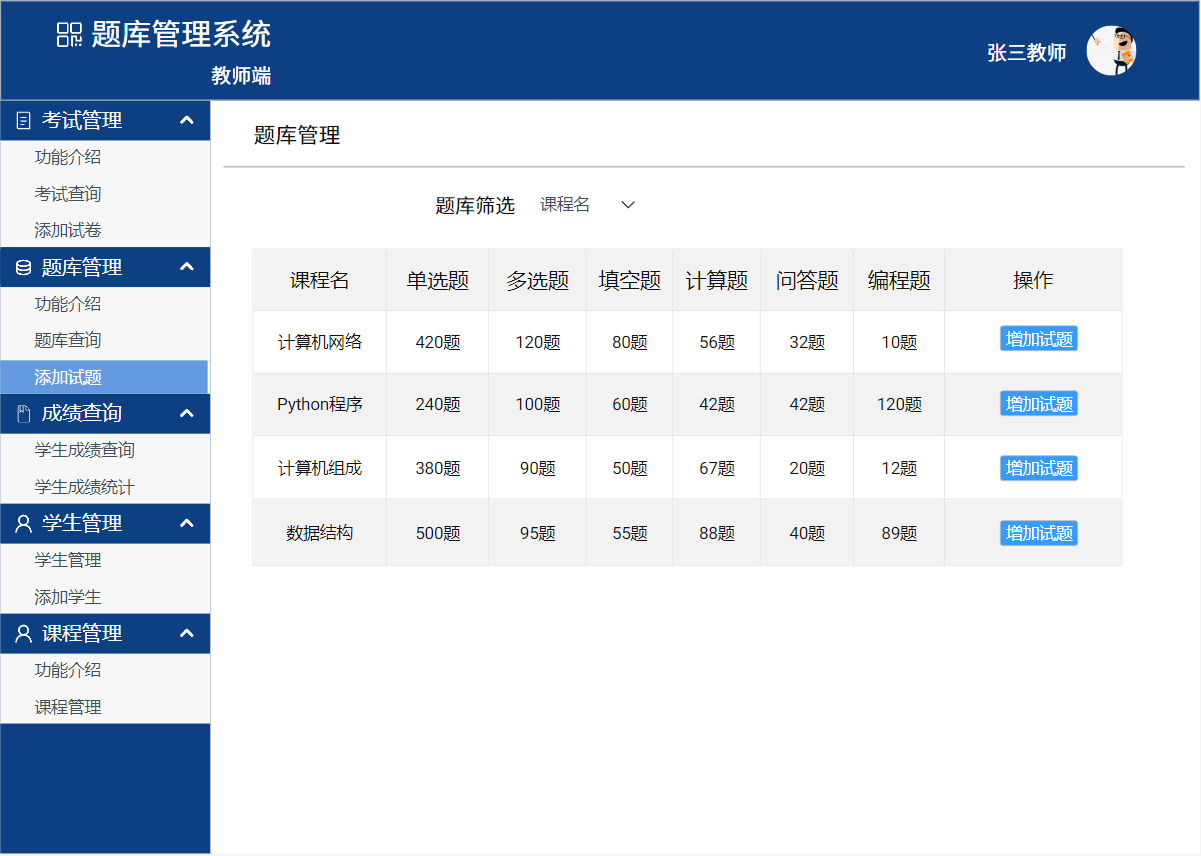 题库管理系统
教师端
张三教师
考试管理
功能介绍
考试查询
添加试卷
题库管理
功能介绍
题库查询
添加试题
成绩查询
学生成绩查询
学生成绩统计
学生管理
学生管理
添加学生
课程管理
功能介绍
课程管理
题库管理
题库筛选 课程名
课程名 单选题 多选题 填空题 计算题 问答题 编程题 操作
计算机网络 420题 120题 80题 56题 32题 10题 增加试题
Python程序 240题 100题 60题 42题 42题 120题 增加试题
计算机组成 380题 90题 50题 67题 20题 12题 增加试题
数据结构 500题 95题 55题 88题 40题 89题 增加试题